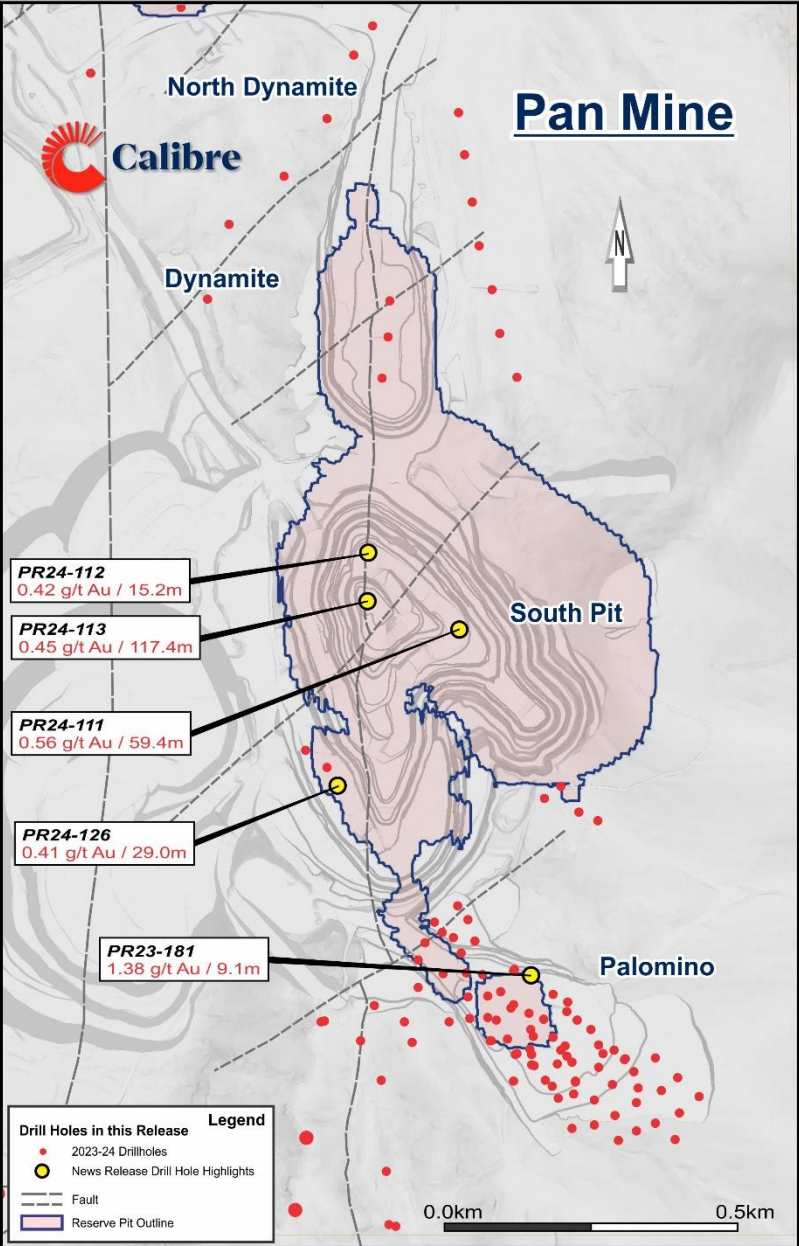 North Dynamite
Pan Mine
Calibre
N
Dynamite
PR24-112
0.42 g/t Au / 15.2m
PR24-113
0.45 g/t Au / 117.4m
South Pit
PR24-111
0.56 g/t Au / 59.4m
PR24-126
0.41 g/t Au / 29.0m
PR23-181
1.38 g/t Au / 9.1m
Palomino
Legend
Drill Holes in this Release
2023-24 Drillholes
News Release Drill Hole Highlights
Fault
Reserve Pit Outline
0.0km 0.5km